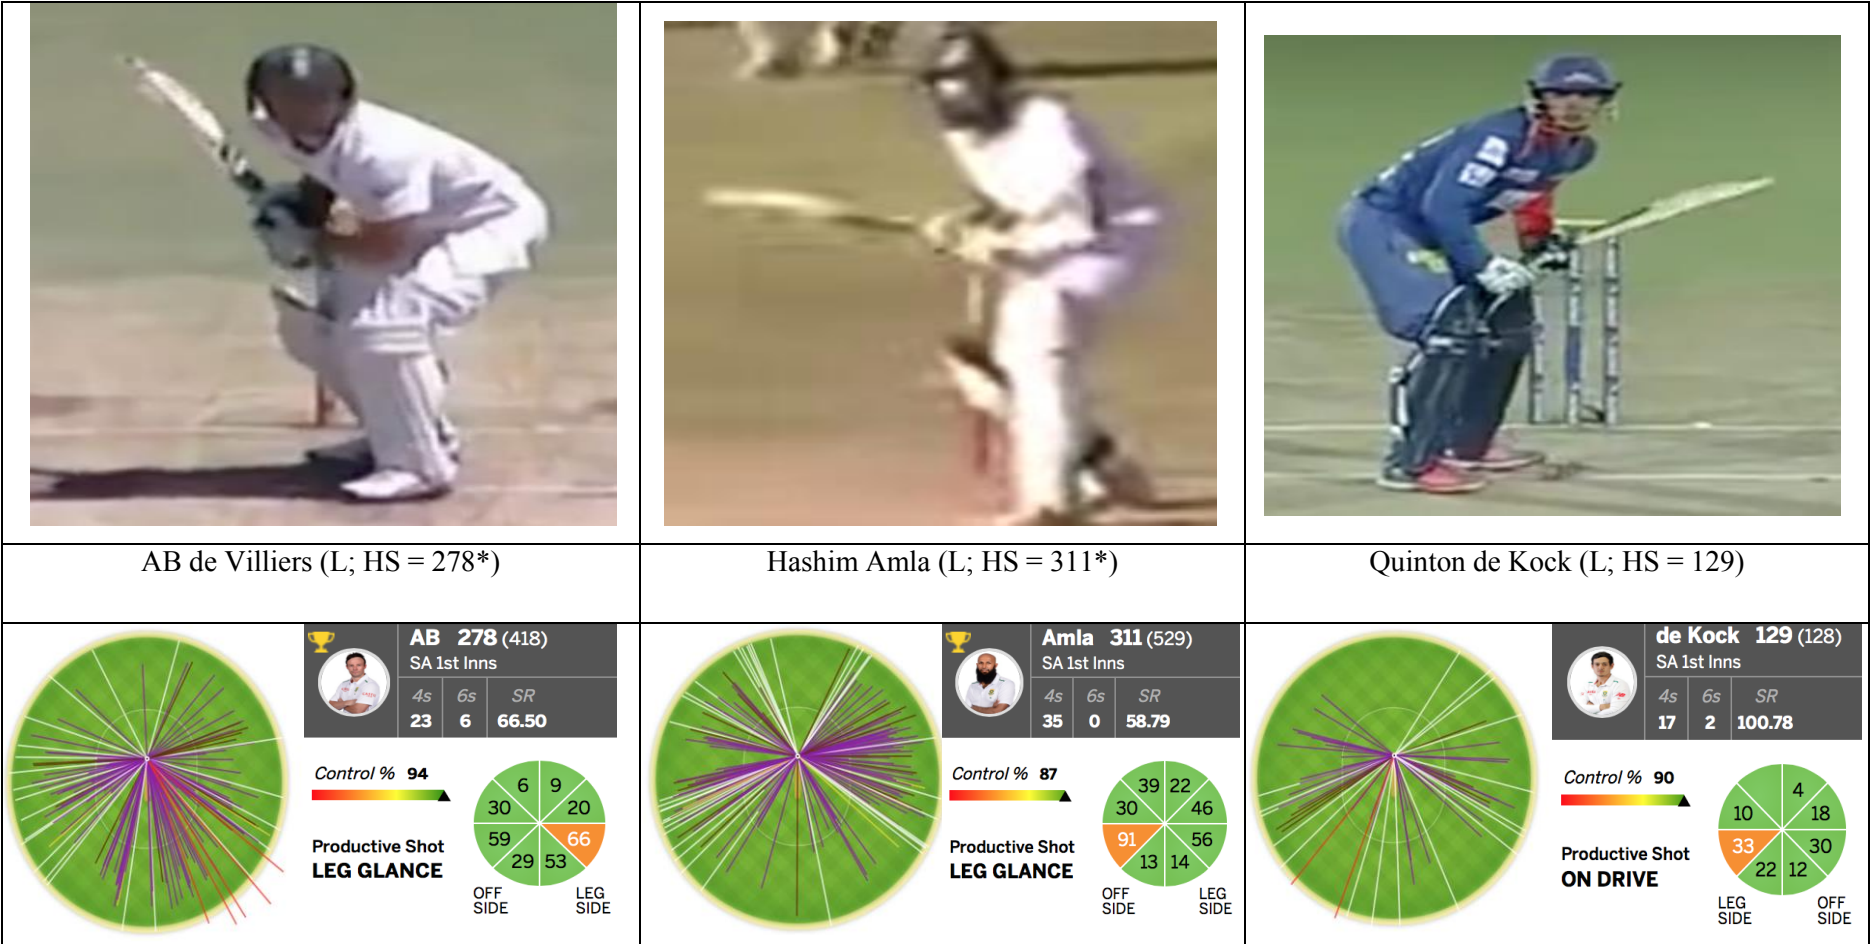 AB de Villiers (L; HS = 278*)
Hashim Amla (L; HS = 311*)
Quinton de Kock (L; HS = 129)
AB 278 (418)
SA 1st Inns
4s 6s SR
23 6 66.50
Control % 94
Productive Shot
LEG GLANCE
6 9
30 20
59 66
29 53
OFF SIDE
LEG SIDE
Amla 311 (529)
SA 1st Inns
4s 6s SR
35 0 58.79
Control % 87
Productive Shot
LEG GLANCE
39 22
30 46
91 56
13 14
OFF SIDE
LEG SIDE
de Kock 129 (128)
SA 1st Inns
4s 6s SR
17 2 100.78
Control % 90
Productive Shot
ON DRIVE
4
10 18
33 30
22 12
LEG SIDE
OFF SIDE